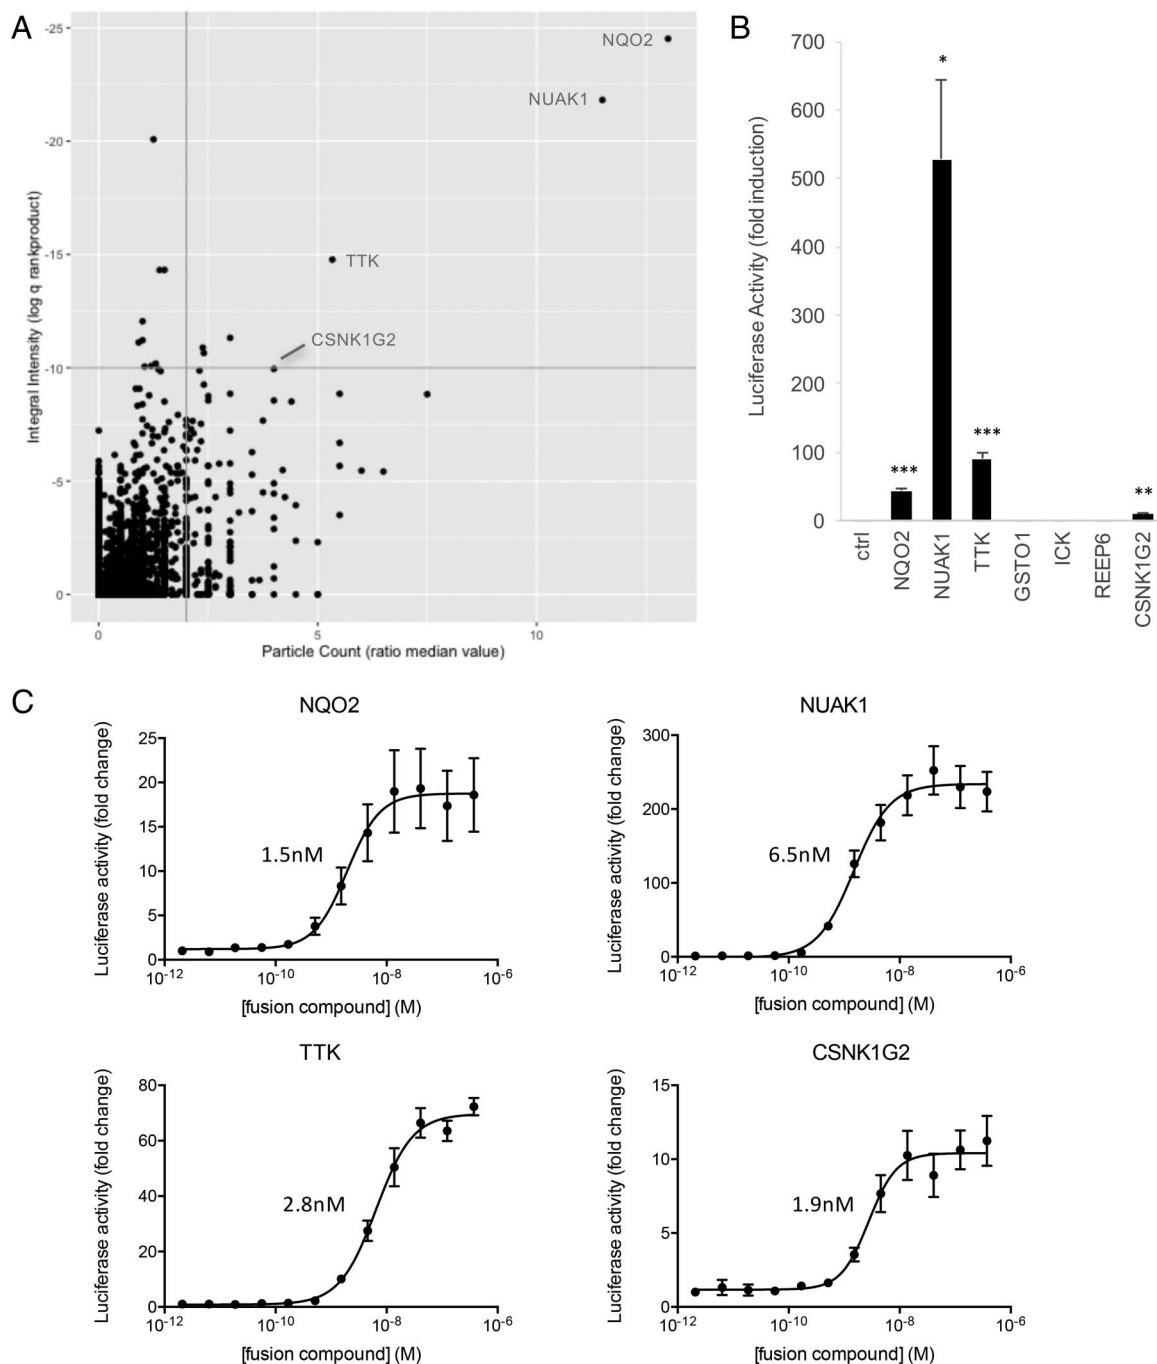 A
-25
-20
-15
-10
-5
0
Integral Intensity (log q rankproduct)
NQO2
NUAK1
TTK
CSNK1G2
0 5 10
Particle Count (ratio median value)
B
700
600
500
400
300
200
100
0
Luciferase Activity (fold induction)
***
*
***
**
ctrl
NQO2
NUAK1
TTK
GSTO1
ICK
REEP6
CSNK1G2
C
NQO2
Luciferase activity (fold change)
25
20
15
10
5
0
1.5nM
10-12 10-10 10-8 10-6
[fusion compound] (M)
NUAK1
Luciferase activity (fold change)
300
200
100
0
6.5nM
10-12 10-10 10-8 10-6
[fusion compound] (M)
TTK
Luciferase activity (fold change)
80
60
40
20
0
2.8nM
10-12 10-10 10-8 10-6
[fusion compound] (M)
CSNK1G2
Luciferase activity (fold change)
15
10
5
0
1.9nM
10-12 10-10 10-8 10-6
[fusion compound] (M)